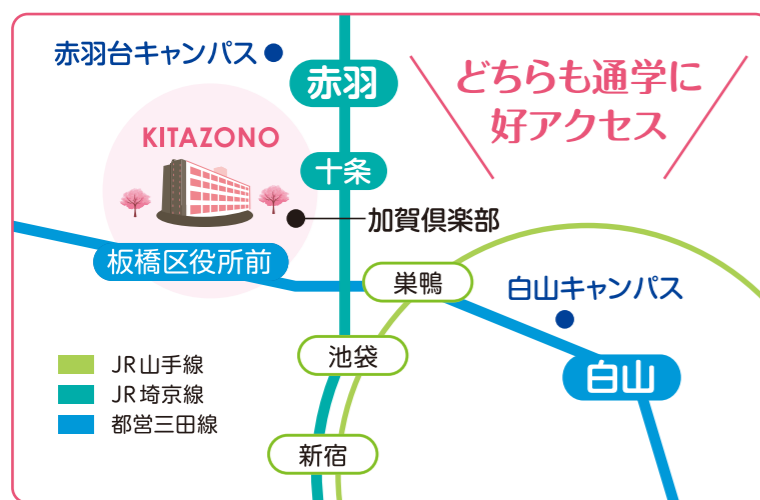 赤羽台キャンパス
赤羽
どちらも通学に
好アクセス
KITAZONO
十条
加賀倶楽部
板橋区役所前
巣鴨
白山キャンパス
池袋
白山
JR山手線
JR埼京線
都営三田線
新宿